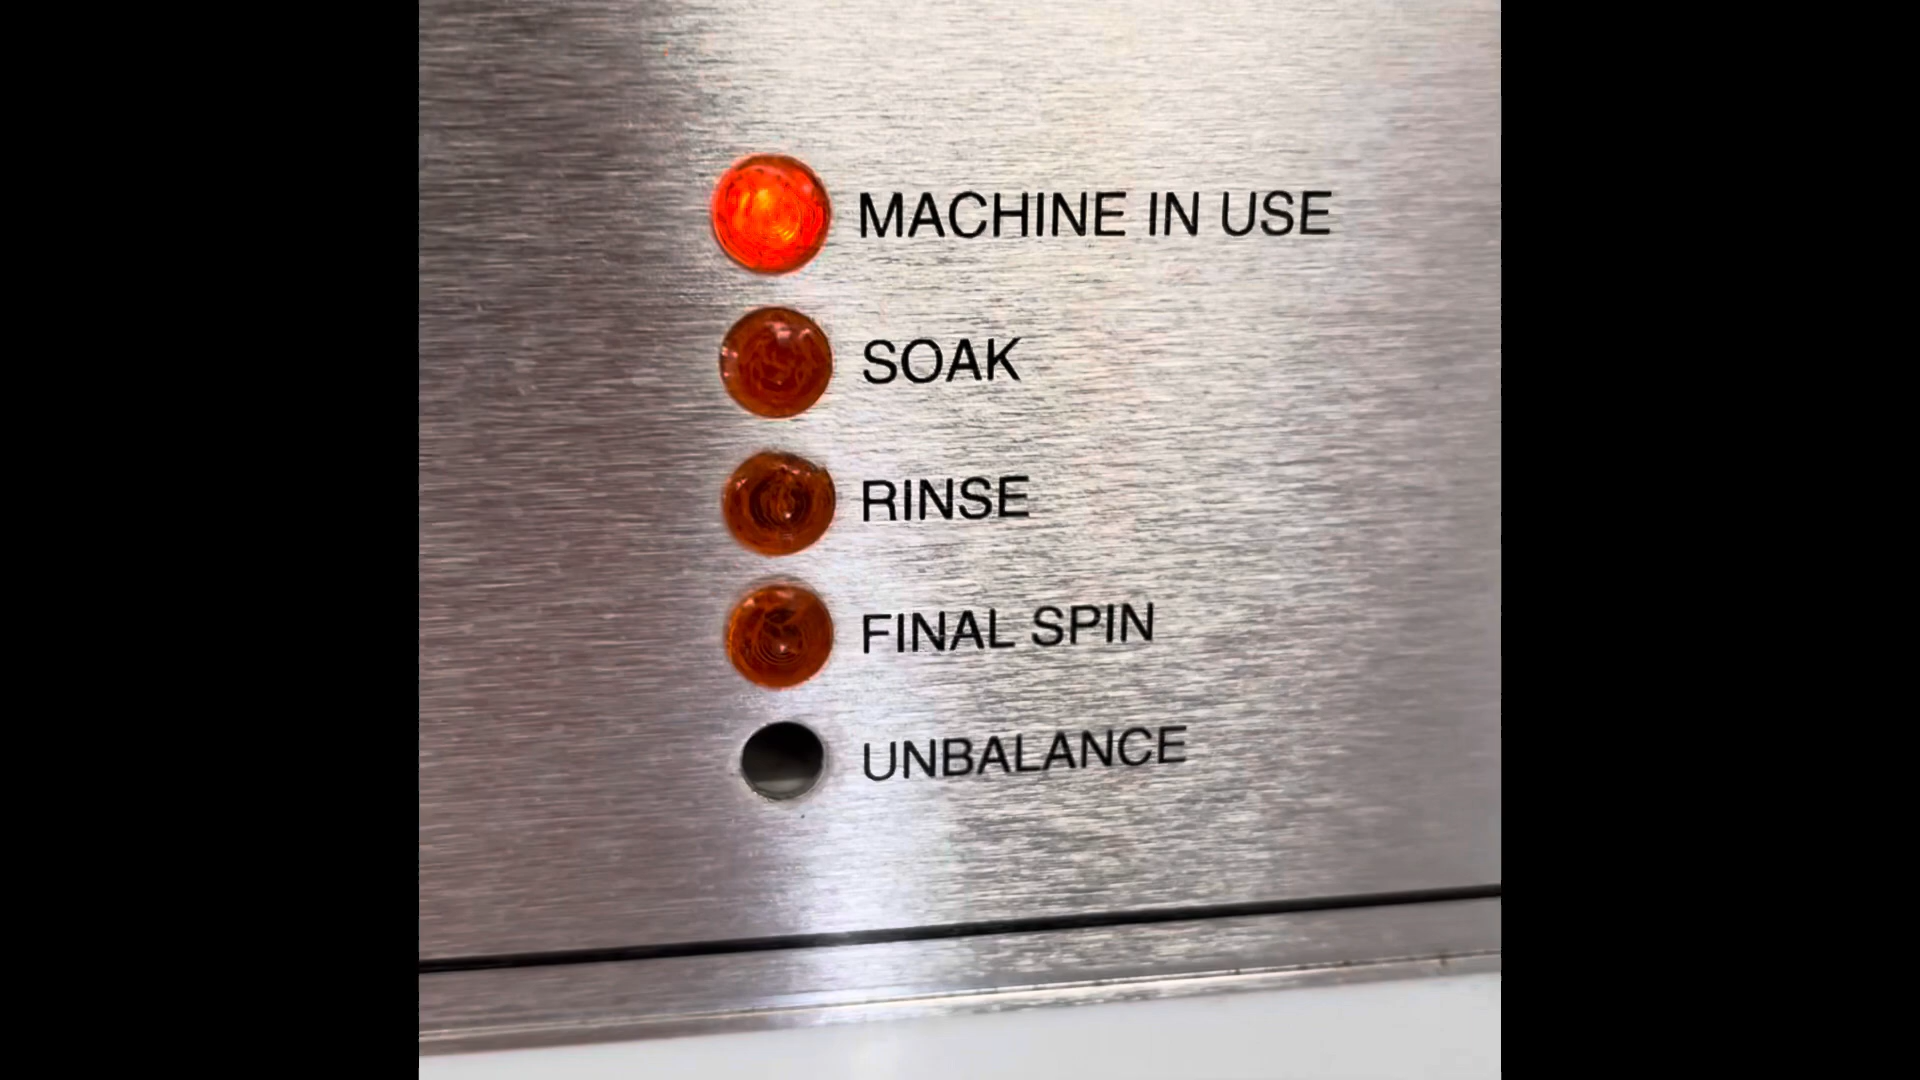 MACHINE IN USE
SOAK
RINSE
FINAL SPIN
UNBALANCE